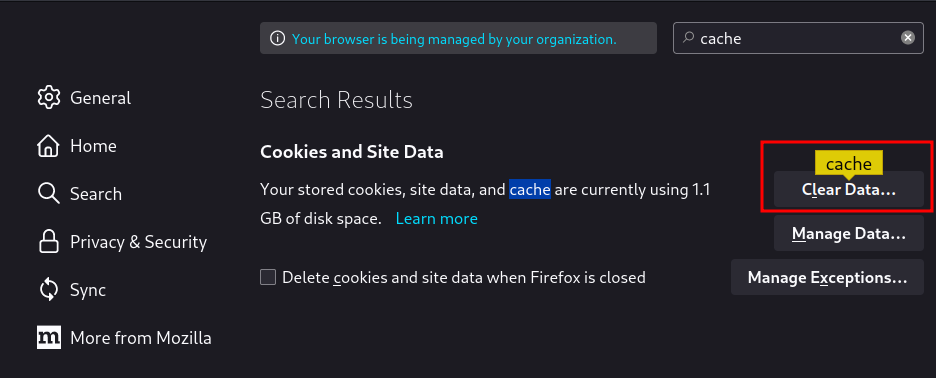 Your browser is being managed by your organization.
cache
General
Home
Search
Privacy & Security
Sync
m
More from Mozilla
Search Results
Cookies and Site Data
Your stored cookies, site data, and cache are currently using 1.1
GB of disk space. Learn more
cache
Clear Data...
Manage Data...
Delete cookies and site data when Firefox is closed
Manage Exceptions...